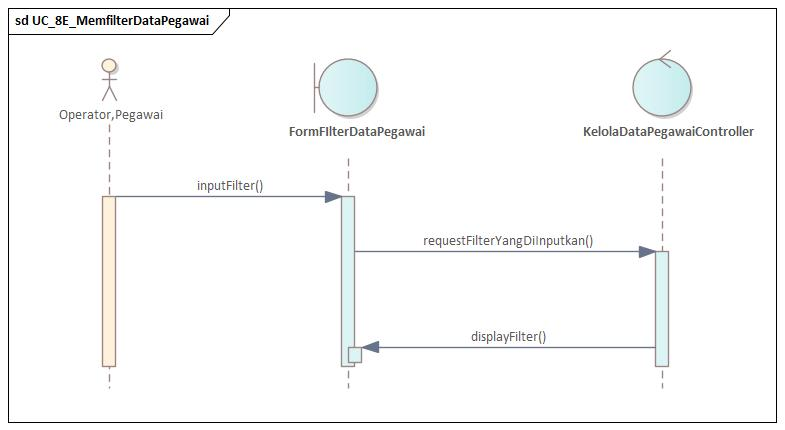 sd UC_8E_MemfilterDataPegawai
Operator,Pegawai
FormFIlterDataPegawai
KelolaDataPegawaiController
inputFilter()
requestFilterYangDiInputkan()
displayFilter()